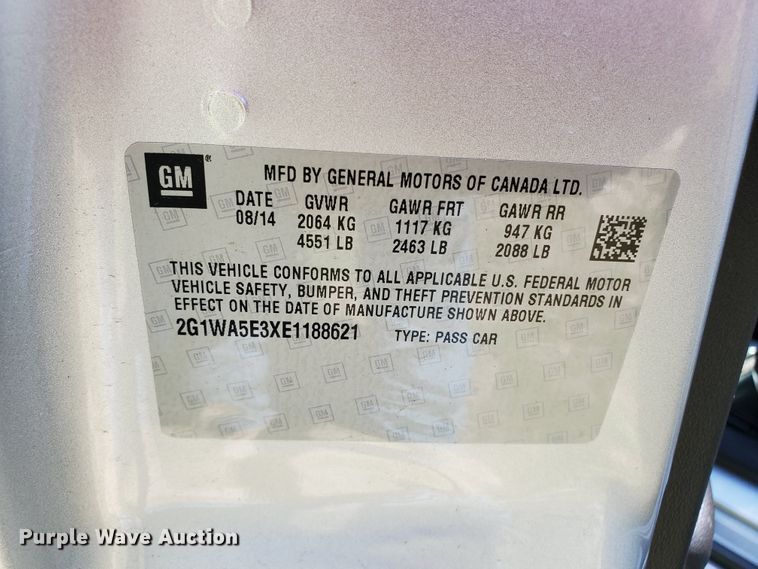 GM
MFD BY GENERAL MOTORS OF CANADA LTD.
DATE GVWR GAWR FRT GAWR RR
08/14 2064 KG 1117 KG 947 KG
4551 LB 2463 LB 2088 LB
THIS VEHICLE CONFORMS TO ALL APPLICABLE U.S. FEDERAL MOTOR
VEHICLE SAFETY, BUMPER, AND THEFT PREVENTION STANDARDS IN
EFFECT ON THE DATE OF MANUFACTURE SHOWN ABOVE.
2G1WA5E3XE1188621 TYPE: PASS CAR
Purple Wave Auction